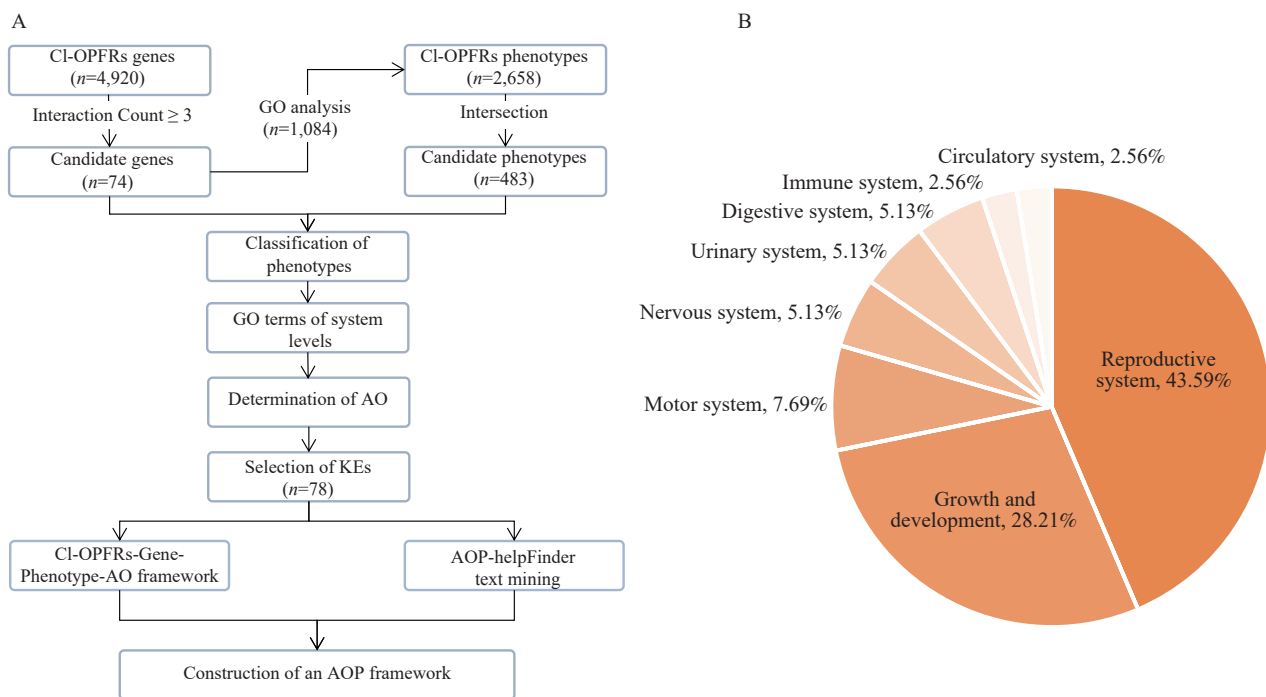 A
Cl-OPFRs genes
(n=4,920)
Interaction Count ≥ 3
Candidate genes
(n=74)
GO analysis
(n=1,084)
Cl-OPFRs phenotypes
(n=2,658)
Intersection
Candidate phenotypes
(n=483)
Classification of
phenotypes
GO terms of system
levels
Determination of AO
Selection of KEs
(n=78)
Cl-OPFRs-Gene-
Phenotype-AO framework
AOP-helpFinder
text mining
Construction of an AOP framework
B
Circulatory system, 2.56%
Immune system, 2.56%
Digestive system, 5.13%
Urinary system, 5.13%
Nervous system, 5.13%
Motor system, 7.69%
Growth and
development, 28.21%
Reproductive
system, 43.59%